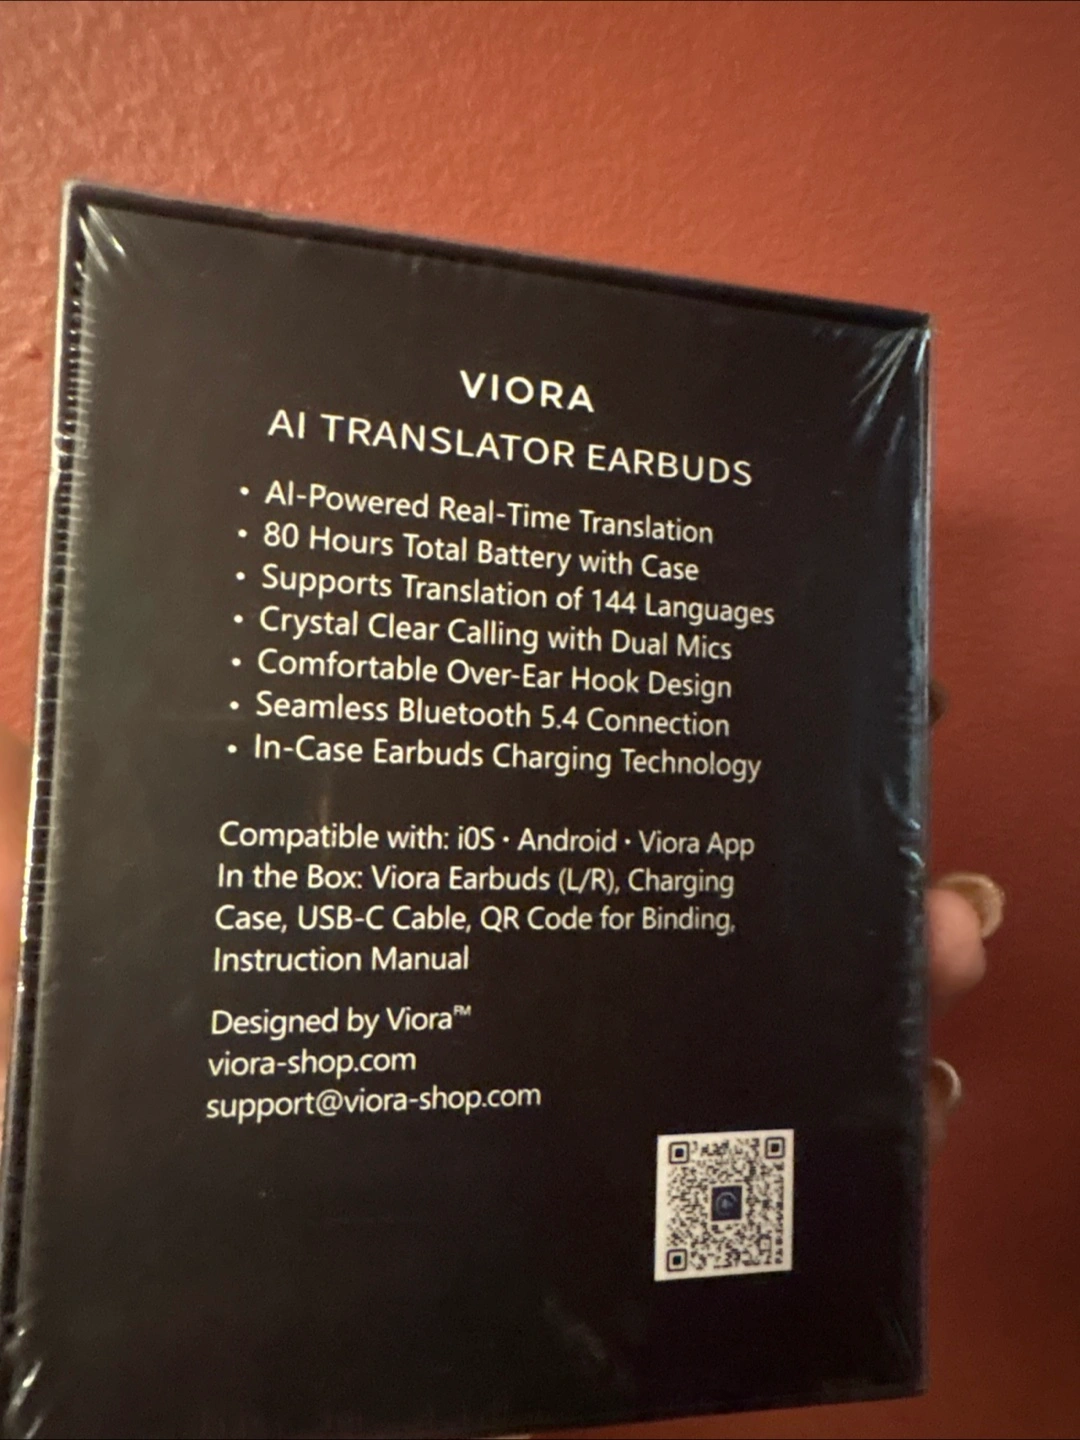 VIORA
AI TRANSLATOR EARBUDS
• AI-Powered Real-Time Translation
• 80 Hours Total Battery with Case
• Supports Translation of 144 Languages
• Crystal Clear Calling with Dual Mics
• Comfortable Over-Ear Hook Design
• Seamless Bluetooth 5.4 Connection
• In-Case Earbuds Charging Technology
Compatible with: iOS · Android · Viora App
In the Box: Viora Earbuds (L/R), Charging
Case, USB-C Cable, QR Code for Binding,
Instruction Manual
Designed by Viora™
viora-shop.com
support@viora-shop.com